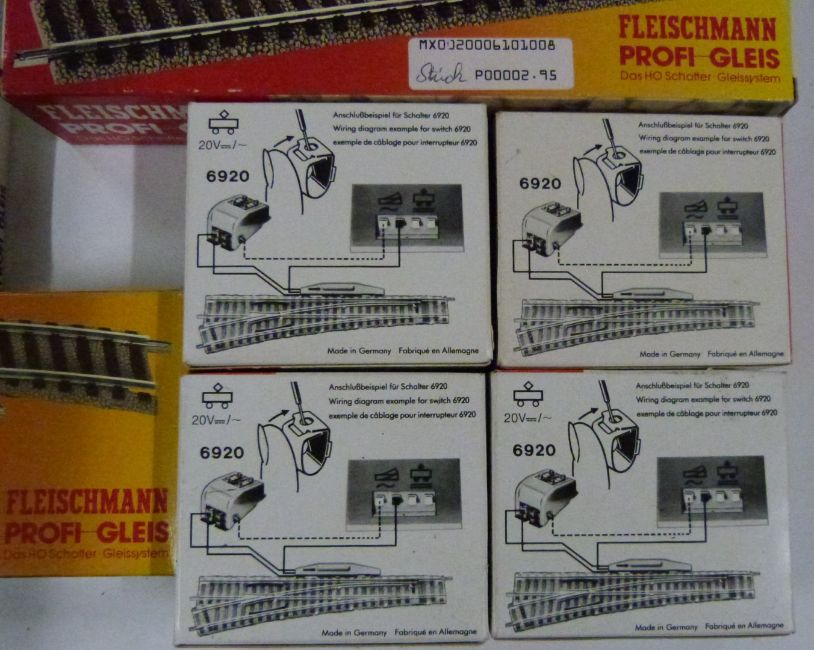 FLEISCHMANN
PROFI-GLEIS
Das HO Schotter-Gleissystem
MX0J20006101008
Stück P00002.95
FLEISCHMANN
PROFI G
Anschlußbeispiel für Schalter 6920
Wiring diagram example for switch 6920
exemple de câblage pour interrupteur 6920
20V=/~
6920
Made in Germany Fabriqué en Allemagne
Anschlußbeispiel für Schalter 6920
Wiring diagram example for switch 6920
exemple de câblage pour interrupteur 6920
20V=/~
6920
Made in Germany Fabriqué en Allemagne
FLEISCHMANN
PROFI-GLEIS
Das HO Schotter-Gleissystem
Anschlußbeispiel für Schalter 6920
Wiring diagram example for switch 6920
exemple de câblage pour interrupteur 6920
20V=/~
6920
Made in Germany Fabriqué en Allemagne
Anschlußbeispiel für Schalter 6920
Wiring diagram example for switch 6920
exemple de câblage pour interrupteur 6920
20V=/~
6920
Made in Germany Fabriqué en Allemagne